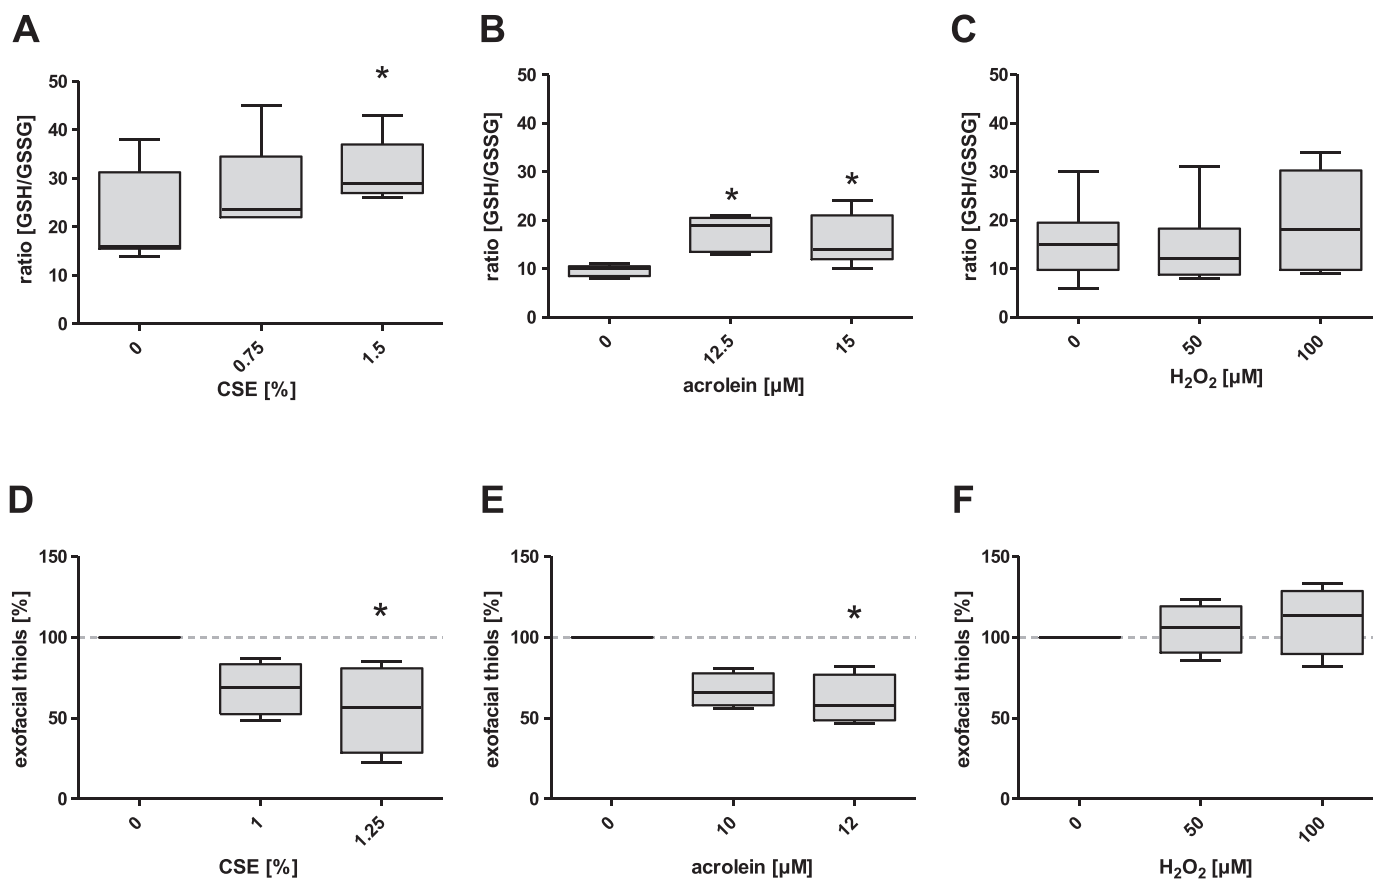 A
B
C
ratio [GSH/GSSG]
50
40
30
20
10
0
*
0
0.75
1.5
CSE [%]
ratio [GSH/GSSG]
50
40
30
20
10
0
*
*
0
12.5
15
acrolein [µM]
ratio [GSH/GSSG]
50
40
30
20
10
0
0
50
100
H₂O₂ [µM]
D
E
F
exofacial thiols [%]
150
100
50
0
*
0
1
1.25
CSE [%]
exofacial thiols [%]
150
100
50
0
*
0
10
12
acrolein [µM]
exofacial thiols [%]
150
100
50
0
0
50
100
H₂O₂ [µM]